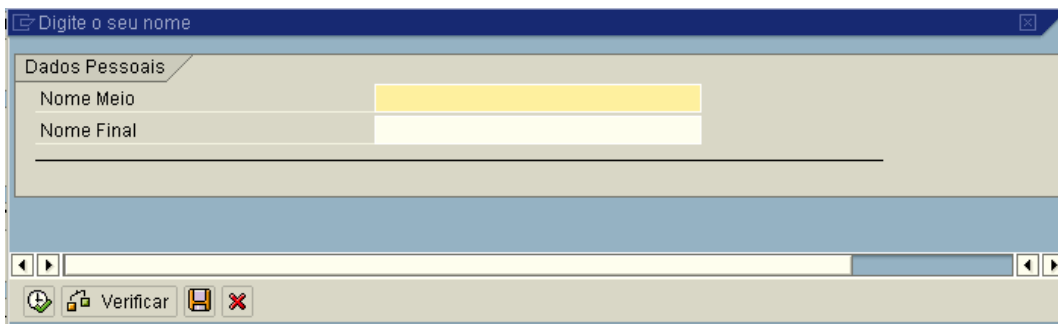 Digite o seu nome
Dados Pessoais
Nome Meio
Nome Final
Verificar